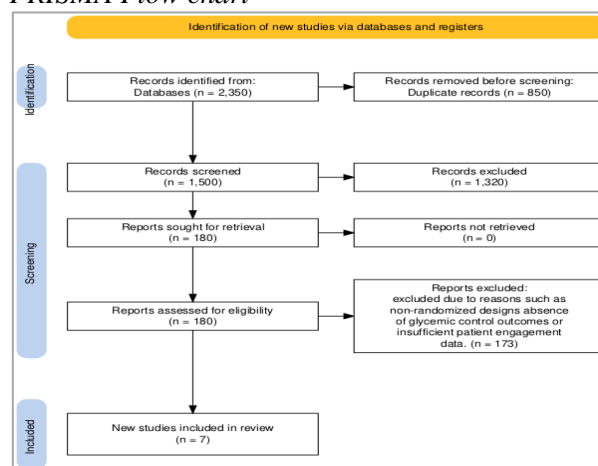 PRISMA Flow chart
Identification of new studies via databases and registers
Identification
Records identified from:
Databases (n = 2,350)
Records removed before screening:
Duplicate records (n = 850)
Screening
Records screened
(n = 1,500)
Records excluded
(n = 1,320)
Reports sought for retrieval
(n = 180)
Reports not retrieved
(n = 0)
Reports assessed for eligibility
(n = 180)
Reports excluded:
excluded due to reasons such as
non-randomized designs absence
of glycemic control outcomes or
insufficient patient engagement
data. (n = 173)
Included
New studies included in review
(n = 7)